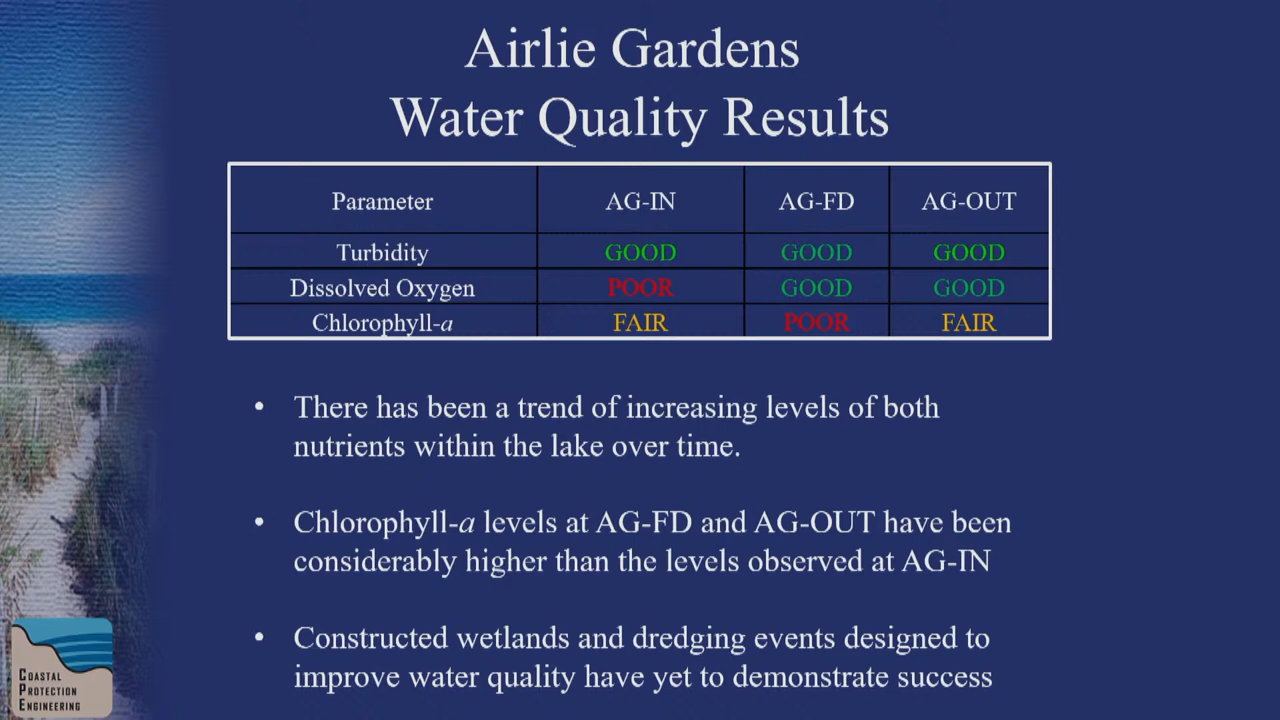 Airlie Gardens
Water Quality Results
Parameter AG-IN AG-FD AG-OUT
Turbidity GOOD GOOD GOOD
Dissolved Oxygen POOR GOOD GOOD
Chlorophyll-a FAIR POOR FAIR
• There has been a trend of increasing levels of both
nutrients within the lake over time.
• Chlorophyll-a levels at AG-FD and AG-OUT have been
considerably higher than the levels observed at AG-IN
• Constructed wetlands and dredging events designed to
improve water quality have yet to demonstrate success
COASTAL
PROTECTION
ENGINEERING